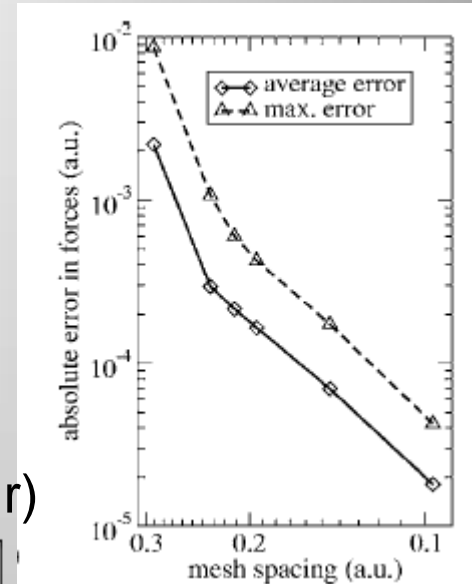 10^-2
average error
max. error
10^-3
absolute error in forces (a.u.)
10^-4
r)
10^-5
0.3 0.2 0.1
mesh spacing (a.u.)